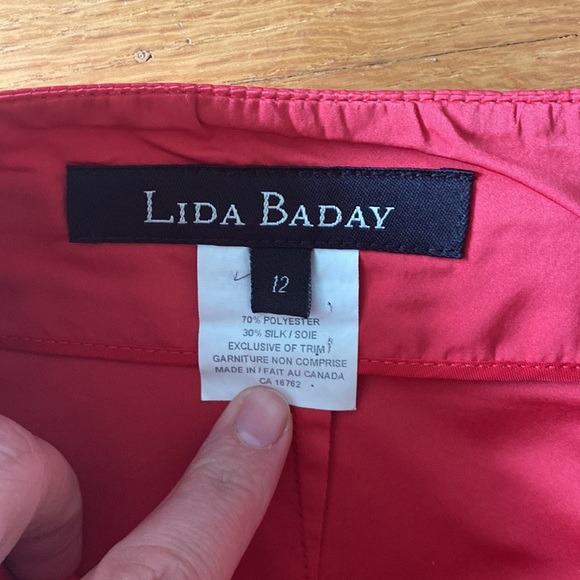 LIDA BADAY
12
70% POLYESTER
30% SILK / SOIE
EXCLUSIVE OF TRIM
GARNITURE NON COMPRISE
MADE IN / FAIT AU CANADA
CA 16762